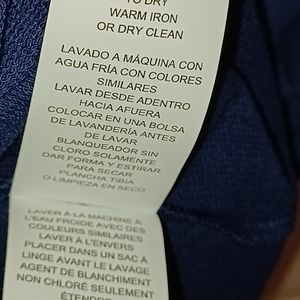 TO DRY
WARM IRON
OR DRY CLEAN
LAVADO A MÁQUINA CON
AGUA FRÍA CON COLORES
SIMILARES
LAVAR DESDE ADENTRO
HACIA AFUERA
COLOCAR EN UNA BOLSA
DE LAVANDERÍA ANTES
DE LAVAR
BLANQUEADOR SIN
CLORO SOLAMENTE
DAR FORMA Y ESTIRAR
PARA SECAR
PLANCHA TIBIA
O LIMPIEZA EN SECO
LAVER À LA MACHINE À
L'EAU FROIDE AVEC DES
COULEURS SIMILAIRES
LAVER À L'ENVERS
PLACER DANS UN SAC À
LINGE AVANT LE LAVAGE
AGENT DE BLANCHIMENT
NON CHLORÉ SEULEMENT